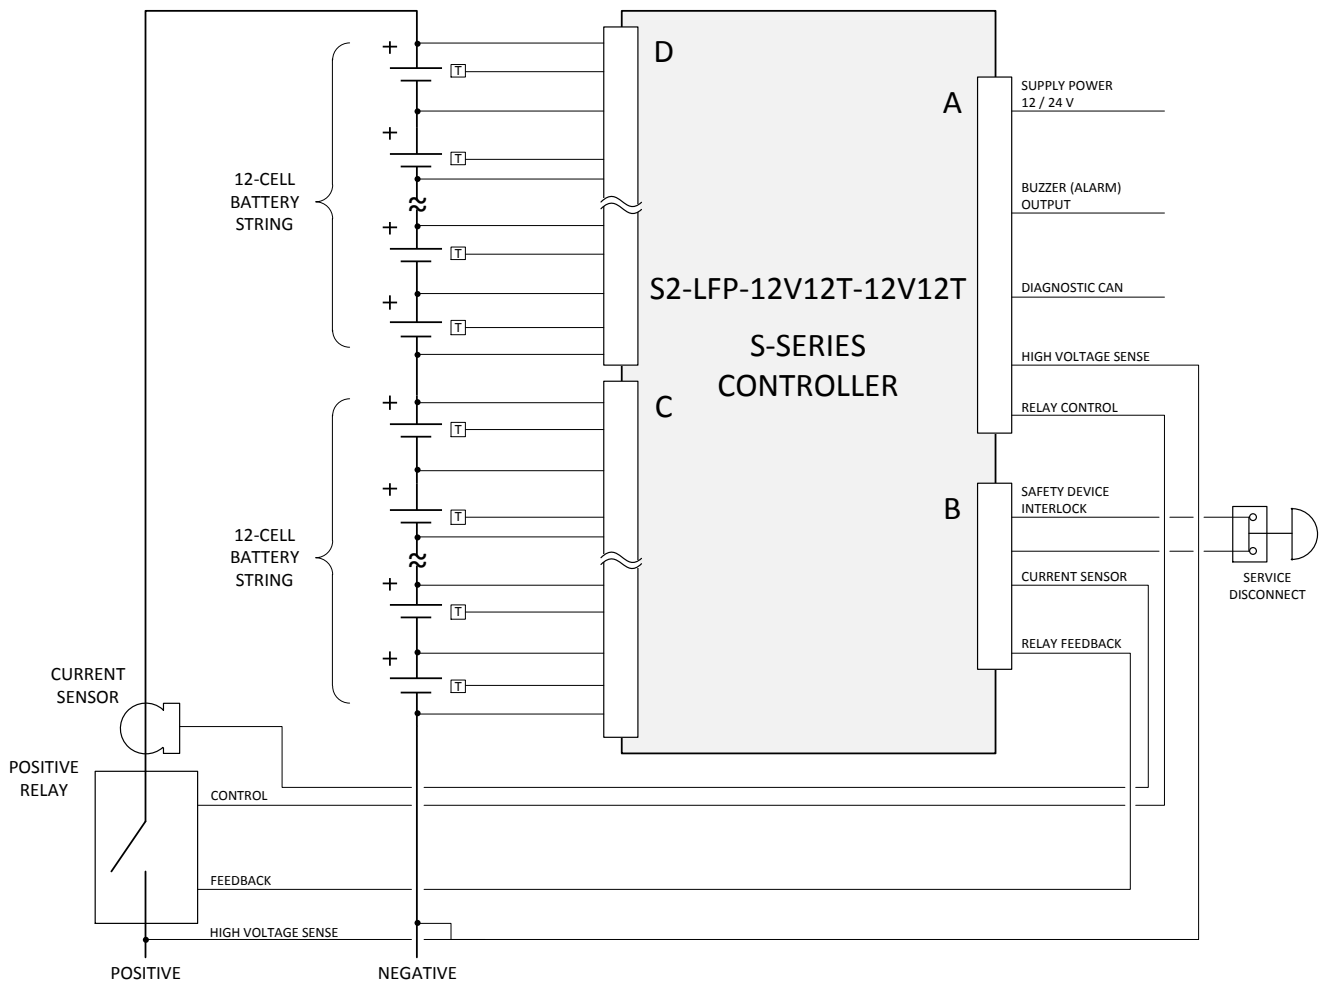 +
D
T
SUPPLY POWER
12 / 24 V
A
+
T
12-CELL
BATTERY
STRING
BUZZER (ALARM)
OUTPUT
+
T
DIAGNOSTIC CAN
S2-LFP-12V12T-12V12T
S-SERIES
CONTROLLER
+
T
HIGH VOLTAGE SENSE
RELAY CONTROL
+
C
T
+
T
SAFETY DEVICE
INTERLOCK
B
12-CELL
BATTERY
STRING
SERVICE
DISCONNECT
+
T
CURRENT SENSOR
RELAY FEEDBACK
+
T
CURRENT
SENSOR
POSITIVE
RELAY
CONTROL
FEEDBACK
HIGH VOLTAGE SENSE
POSITIVE
NEGATIVE